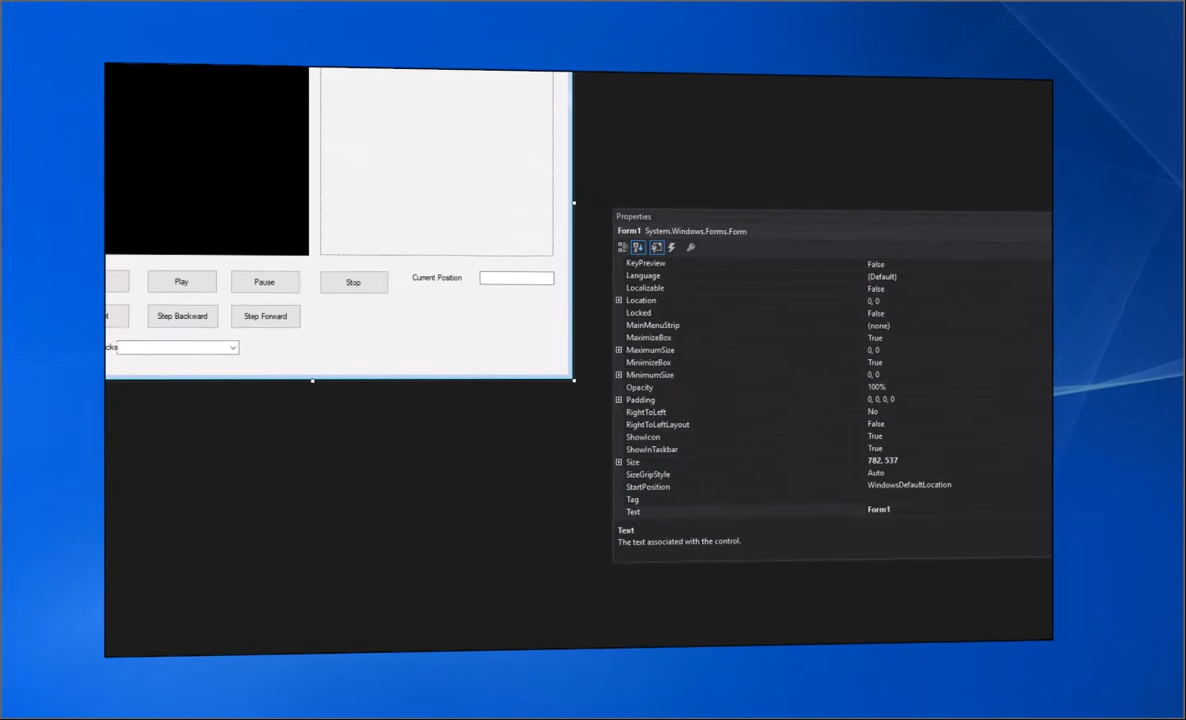 Play
Pause
Stop
Current Position
t
Step Backward
Step Forward
cks
Properties
Form1 System.Windows.Forms.Form
KeyPreview False
Language (Default)
Localizable
Location 0, 0
Locked False
MainMenuStrip (none)
MaximizeBox True
MaximumSize 0, 0
MinimizeBox True
MinimumSize 0, 0
Opacity 100%
Padding 0, 0, 0, 0
RightToLeft No
RightToLeftLayout False
ShowIcon True
ShowInTaskbar True
Size 782, 537
SizeGripStyle Auto
StartPosition WindowsDefaultLocation
Tag
Text Form1
Text
The text associated with the control.